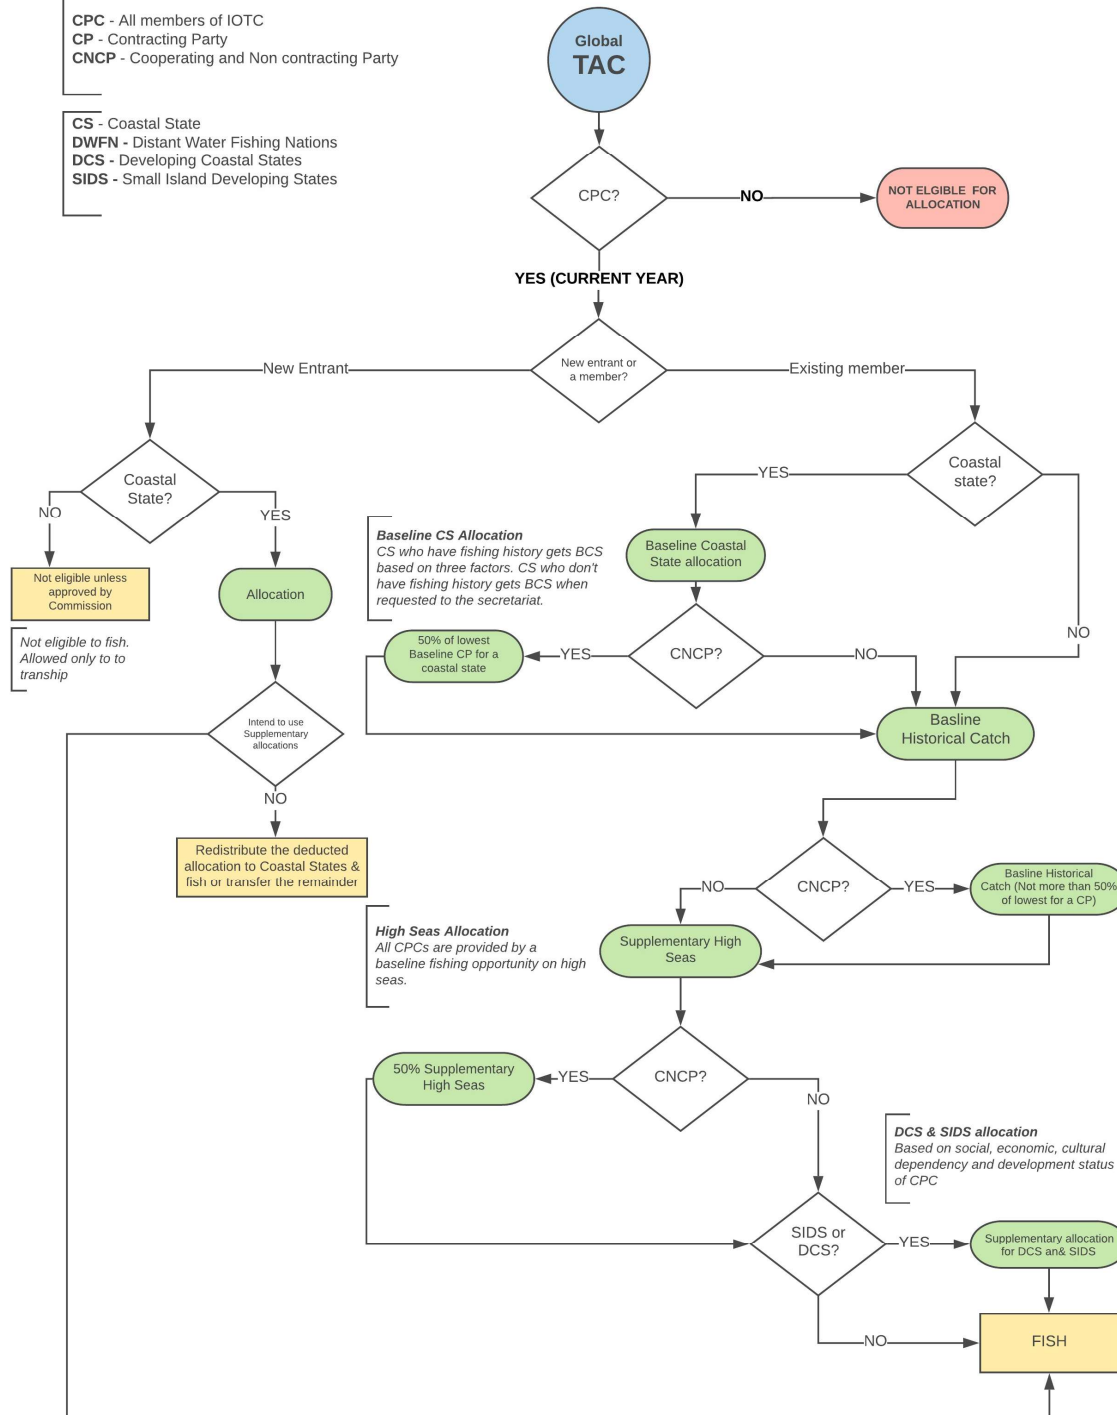 CPC - All members of IOTC
CP - Contracting Party
CNCP - Cooperating and Non contracting Party
CS - Coastal State
DWFN - Distant Water Fishing Nations
DCS - Developing Coastal States
SIDS - Small Island Developing States
Global
TAC
CPC?
NO
NOT ELGIBLE FOR
ALLOCATION
YES (CURRENT YEAR)
New entrant or
a member?
New Entrant
Existing member
Coastal
State?
NO
YES
Not eligible unless
approved by
Commission
Not eligible to fish.
Allowed only to to
tranship
Allocation
Intend to use
Supplementary
allocations
NO
Redistribute the deducted
allocation to Coastal States &
fish or transfer the remainder
Coastal
state?
YES
NO
Baseline CS Allocation
CS who have fishing history gets BCS
based on three factors. CS who don't
have fishing history gets BCS when
requested to the secretariat.
Baseline Coastal
State allocation
CNCP?
YES
NO
50% of lowest
Baseline CP for a
coastal state
Basline
Historical Catch
CNCP?
NO
YES
Basline Historical
Catch (Not more than 50%
of lowest for a CP)
High Seas Allocation
All CPCs are provided by a
baseline fishing opportunity on high
seas.
Supplementary High
Seas
CNCP?
YES
NO
50% Supplementary
High Seas
DCS & SIDS allocation
Based on social, economic, cultural
dependency and development status
of CPC
SIDS or
DCS?
YES
Supplementary allocation
for DCS an& SIDS
NO
FISH